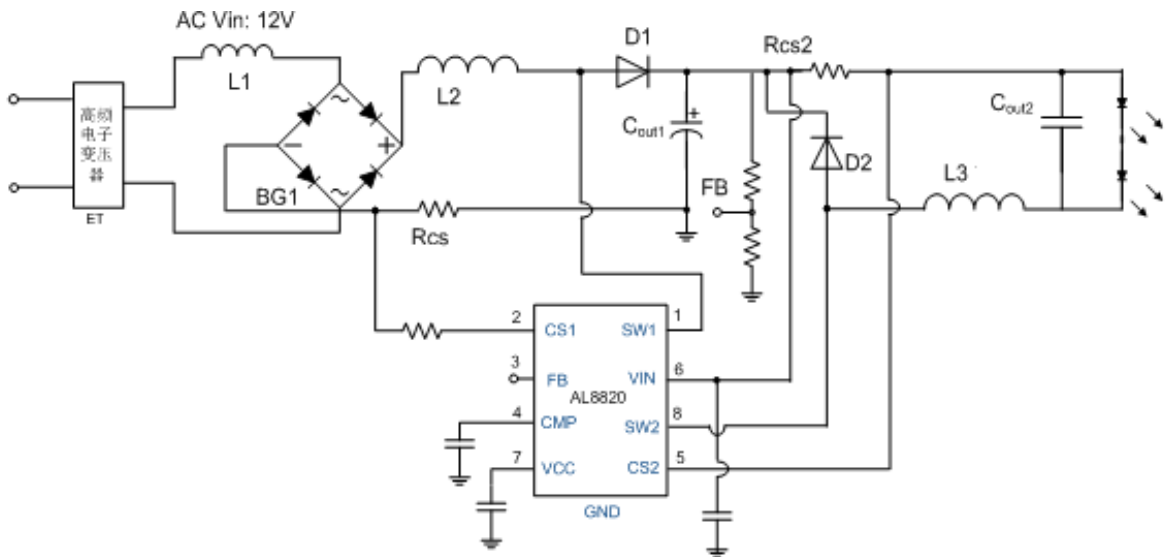 AC Vin: 12V
L1
高频
电子
变压
器
ET
~
-
+
~
BG1
L2
D1
Rcs2
+
Cout1
Cout2
D2
FB
L3
Rcs
2
CS1
SW1
1
3
FB
VIN
6
AL8820
4
CMP
SW2
8
7
VCC
CS2
5
GND